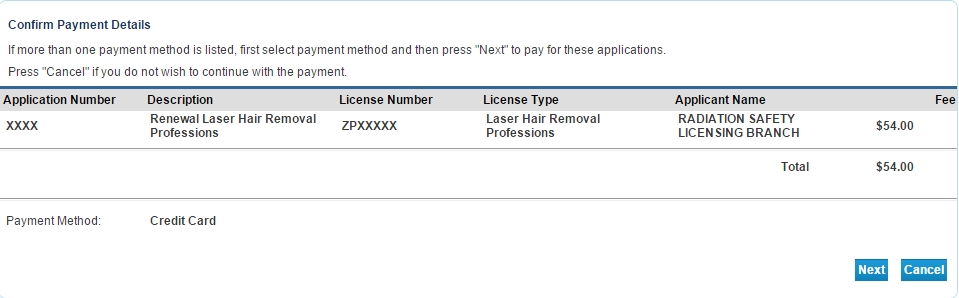 Confirm Payment Details
If more than one payment method is listed, first select payment method and then press "Next" to pay for these applications.
Press "Cancel" if you do not wish to continue with the payment.
Application Number Description License Number License Type Applicant Name Fee
XXXX Renewal Laser Hair Removal Professions ZPXXXXX Laser Hair Removal Professions RADIATION SAFETY LICENSING BRANCH $54.00
Total $54.00
Payment Method: Credit Card
Next Cancel